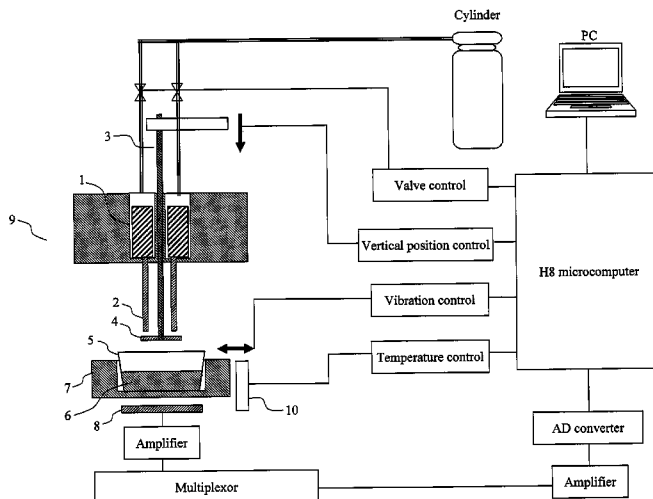 Cylinder
PC
3
1
Valve control
9
Vertical position control
H8 microcomputer
2
Vibration control
4
5
Temperature control
7
6
10
8
AD converter
Amplifier
Amplifier
Multiplexor